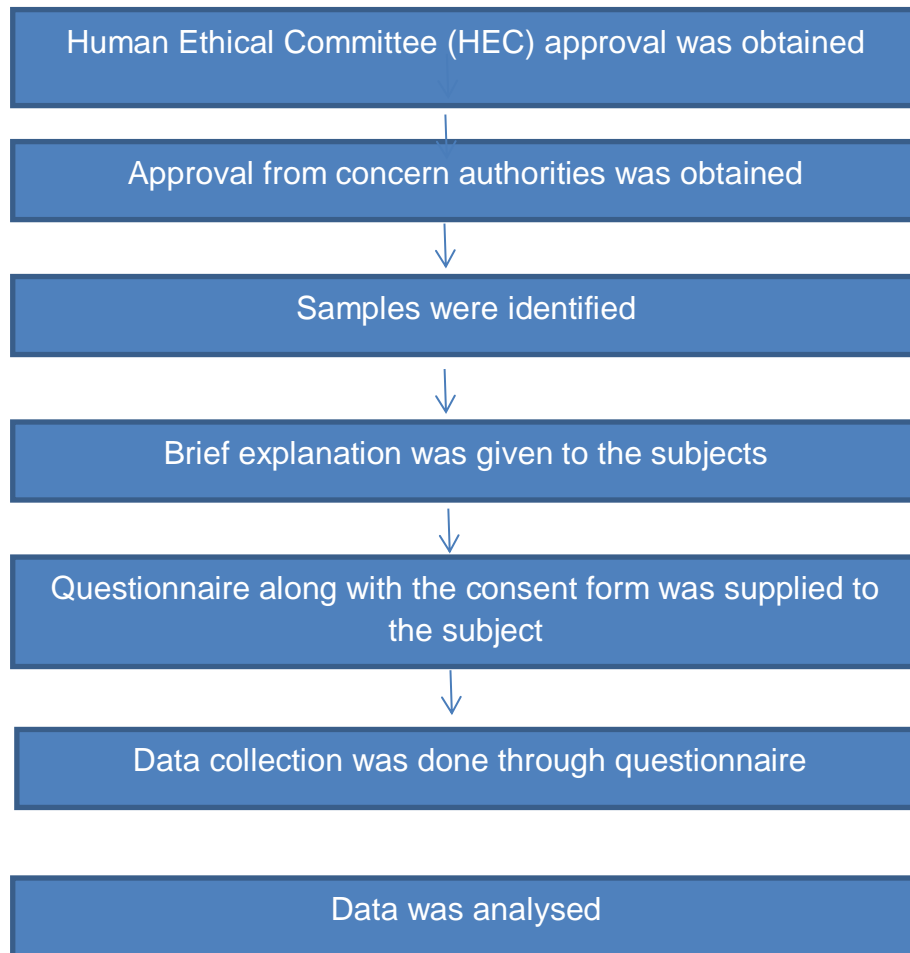 Human Ethical Committee (HEC) approval was obtained
Approval from concern authorities was obtained
Samples were identified
Brief explanation was given to the subjects
Questionnaire along with the consent form was supplied to
the subject
Data collection was done through questionnaire
Data was analysed